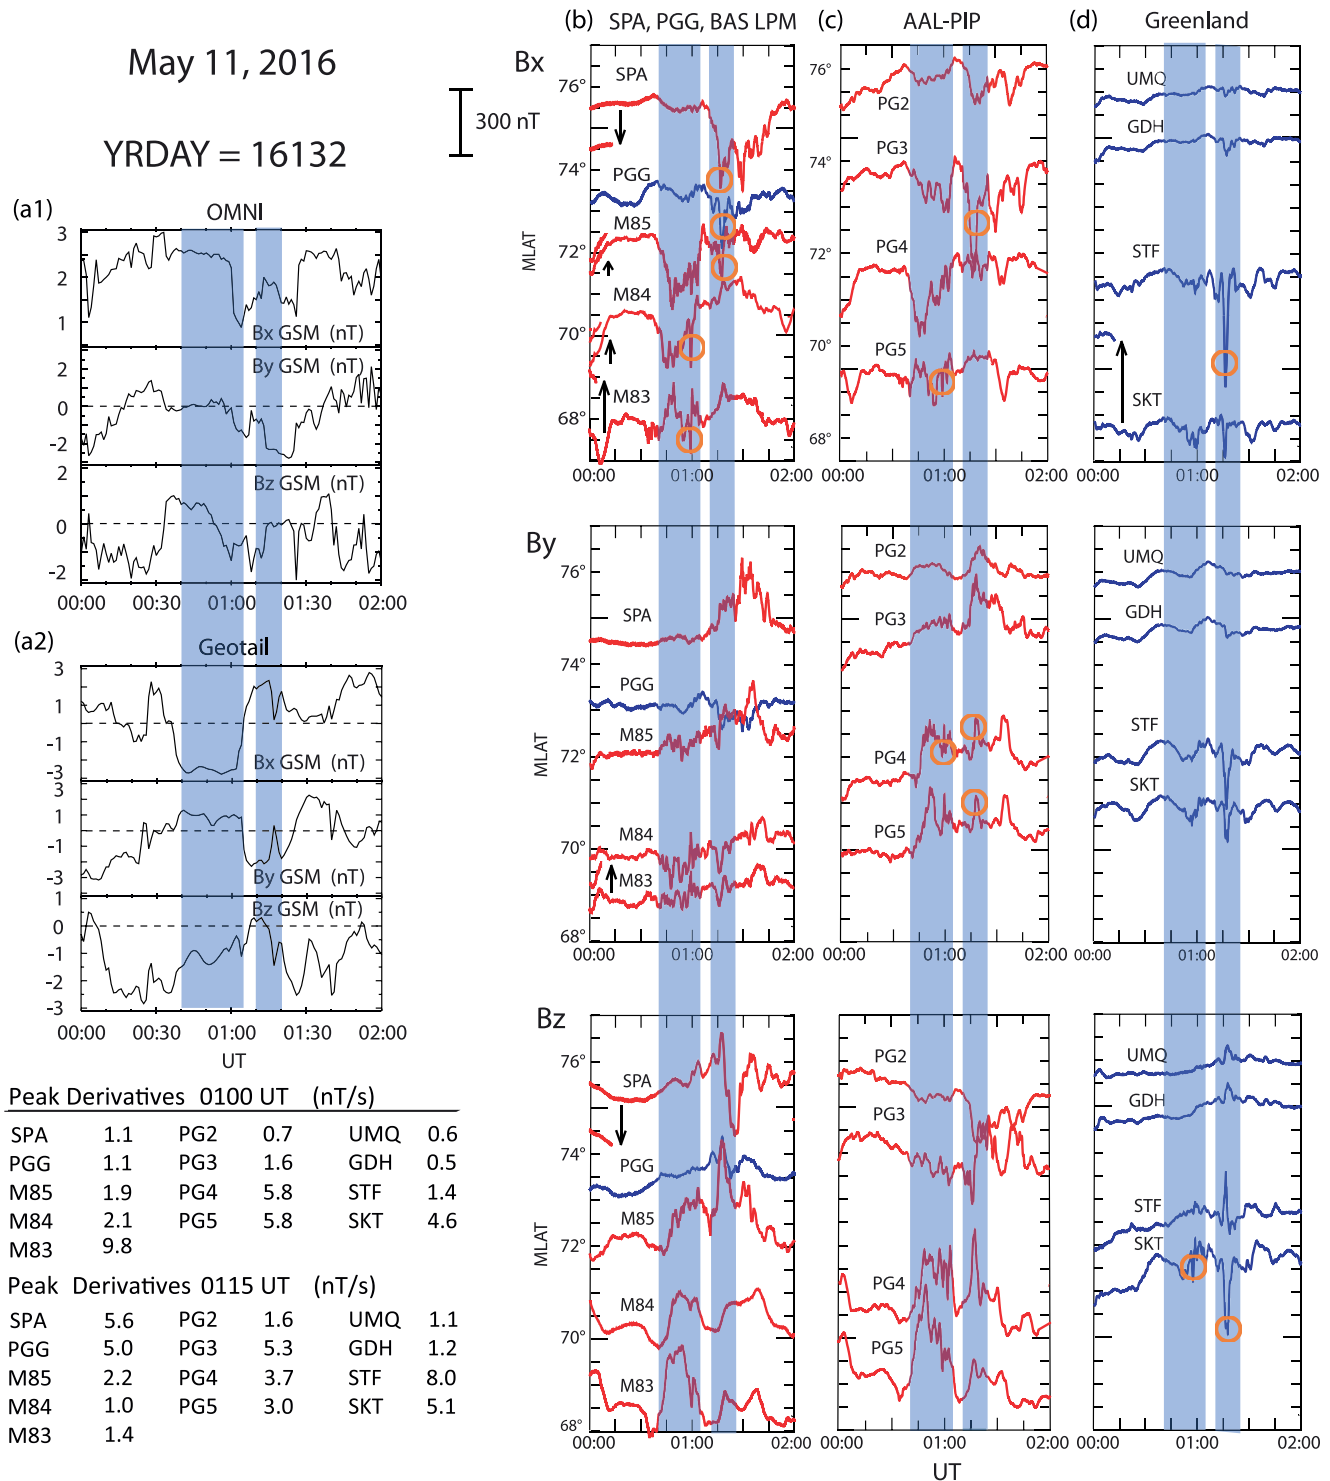 May 11, 2016
YRDAY = 16132
300 nT
(a1)
OMNI
3
2
1
Bx GSM (nT)
2
0
-2
By GSM (nT)
2
0
-2
Bz GSM (nT)
00:00 00:30 01:00 01:30 02:00
(a2)
Geotail
3
1
-1
-3
Bx GSM (nT)
3
1
-1
-3
By GSM (nT)
1
0
-1
-2
-3
Bz GSM (nT)
00:00 00:30 01:00 01:30 02:00
UT
Peak Derivatives 0100 UT (nT/s)
SPA 1.1 PG2 0.7 UMQ 0.6
PGG 1.1 PG3 1.6 GDH 0.5
M85 1.9 PG4 5.8 STF 1.4
M84 2.1 PG5 5.8 SKT 4.6
M83 9.8
Peak Derivatives 0115 UT (nT/s)
SPA 5.6 PG2 1.6 UMQ 1.1
PGG 5.0 PG3 5.3 GDH 1.2
M85 2.2 PG4 3.7 STF 8.0
M84 1.0 PG5 3.0 SKT 5.1
M83 1.4
(b)
SPA, PGG, BAS LPM
(c)
AAL-PIP
(d)
Greenland
Bx
MLAT
76°
74°
72°
70°
68°
SPA
PGG
M85
M84
M83
00:00 01:00 02:00
76°
74°
72°
70°
68°
PG2
PG3
PG4
PG5
00:00 01:00 02:00
UMQ
GDH
STF
SKT
00:00 01:00 02:00
By
MLAT
76°
74°
72°
70°
68°
SPA
PGG
M85
M84
M83
00:00 01:00 02:00
PG2
PG3
PG4
PG5
00:00 01:00 02:00
UMQ
GDH
STF
SKT
00:00 01:00 02:00
Bz
MLAT
76°
74°
72°
70°
68°
SPA
PGG
M85
M84
M83
00:00 01:00 02:00
PG2
PG3
PG4
PG5
00:00 01:00 02:00
UMQ
GDH
STF
SKT
00:00 01:00 02:00
UT